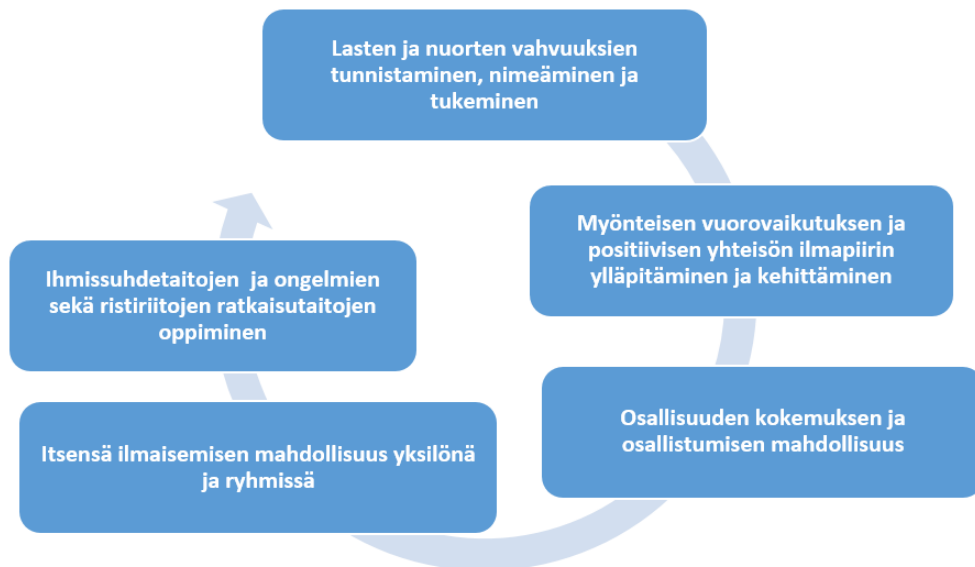 Lasten ja nuorten vahvuuksien
tunnistaminen, nimeäminen ja
tukeminen
Myönteisen vuorovaikutuksen ja
positiivisen yhteisön ilmapiirin
ylläpitäminen ja kehittäminen
Osallisuuden kokemuksen ja
osallistumisen mahdollisuus
Itsensä ilmaisemisen mahdollisuus yksilönä
ja ryhmissä
Ihmissuhdetaitojen  ja ongelmien
sekä ristiriitojen ratkaisutaitojen
oppiminen